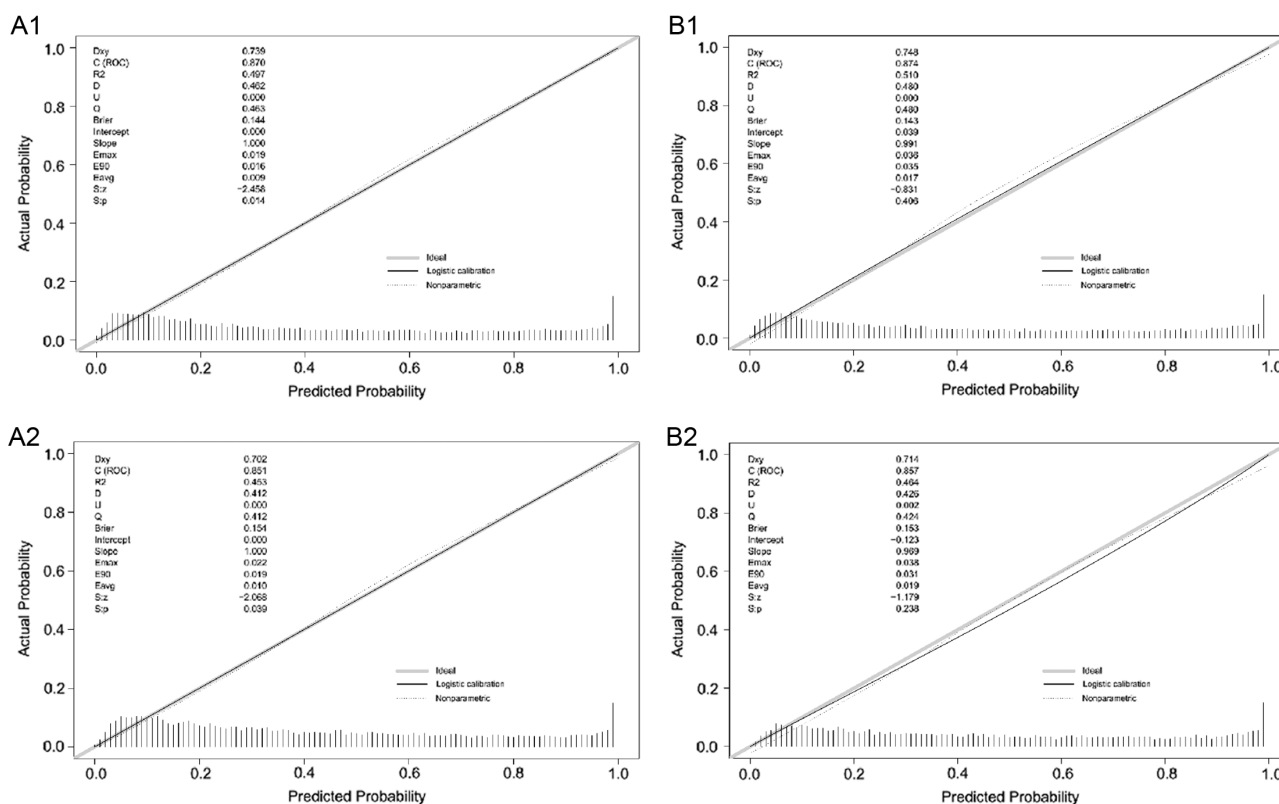 A1
Dxy 0.739
C (ROC) 0.870
R2 0.497
D 0.462
U 0.000
Q 0.463
Brier 0.144
Intercept 0.000
Slope 1.000
Emax 0.019
E90 0.016
Eavg 0.009
S:z −2.458
S:p 0.014
Ideal
Logistic calibration
Nonparametric
Actual Probability
1.0
0.8
0.6
0.4
0.2
0.0
0.0 0.2 0.4 0.6 0.8 1.0
Predicted Probability
B1
Dxy 0.748
C (ROC) 0.874
R2 0.510
D 0.480
U 0.000
Q 0.480
Brier 0.143
Intercept 0.039
Slope 0.991
Emax 0.036
E90 0.035
Eavg 0.017
S:z −0.831
S:p 0.406
Ideal
Logistic calibration
Nonparametric
Actual Probability
1.0
0.8
0.6
0.4
0.2
0.0
0.0 0.2 0.4 0.6 0.8 1.0
Predicted Probability
A2
Dxy 0.702
C (ROC) 0.851
R2 0.453
D 0.412
U 0.000
Q 0.412
Brier 0.154
Intercept 0.000
Slope 1.000
Emax 0.022
E90 0.019
Eavg 0.010
S:z −2.068
S:p 0.039
Ideal
Logistic calibration
Nonparametric
Actual Probability
1.0
0.8
0.6
0.4
0.2
0.0
0.0 0.2 0.4 0.6 0.8 1.0
Predicted Probability
B2
Dxy 0.714
C (ROC) 0.857
R2 0.464
D 0.426
U 0.002
Q 0.424
Brier 0.153
Intercept −0.123
Slope 0.969
Emax 0.038
E90 0.031
Eavg 0.019
S:z −1.179
S:p 0.238
Ideal
Logistic calibration
Nonparametric
Actual Probability
1.0
0.8
0.6
0.4
0.2
0.0
0.0 0.2 0.4 0.6 0.8 1.0
Predicted Probability